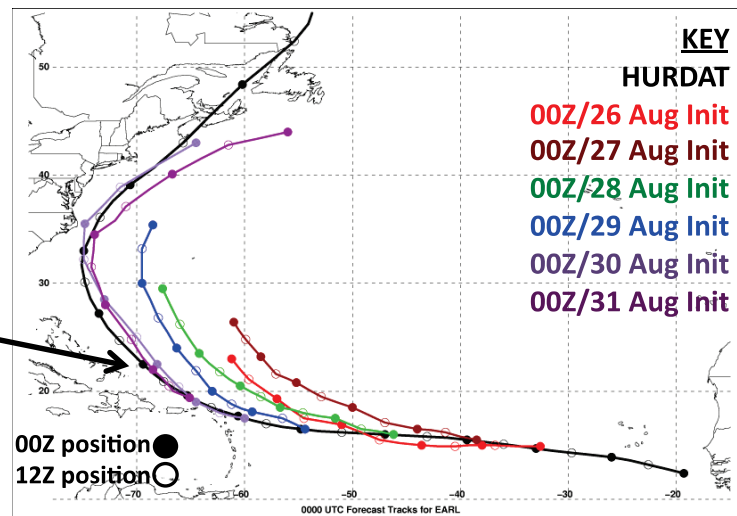 KEY
HURDAT
00Z/26 Aug Init
00Z/27 Aug Init
00Z/28 Aug Init
00Z/29 Aug Init
00Z/30 Aug Init
00Z/31 Aug Init
50
40
30
20
00Z position
12Z position
-70
-60
-50
-40
-30
-20
0000 UTC Forecast Tracks for EARL